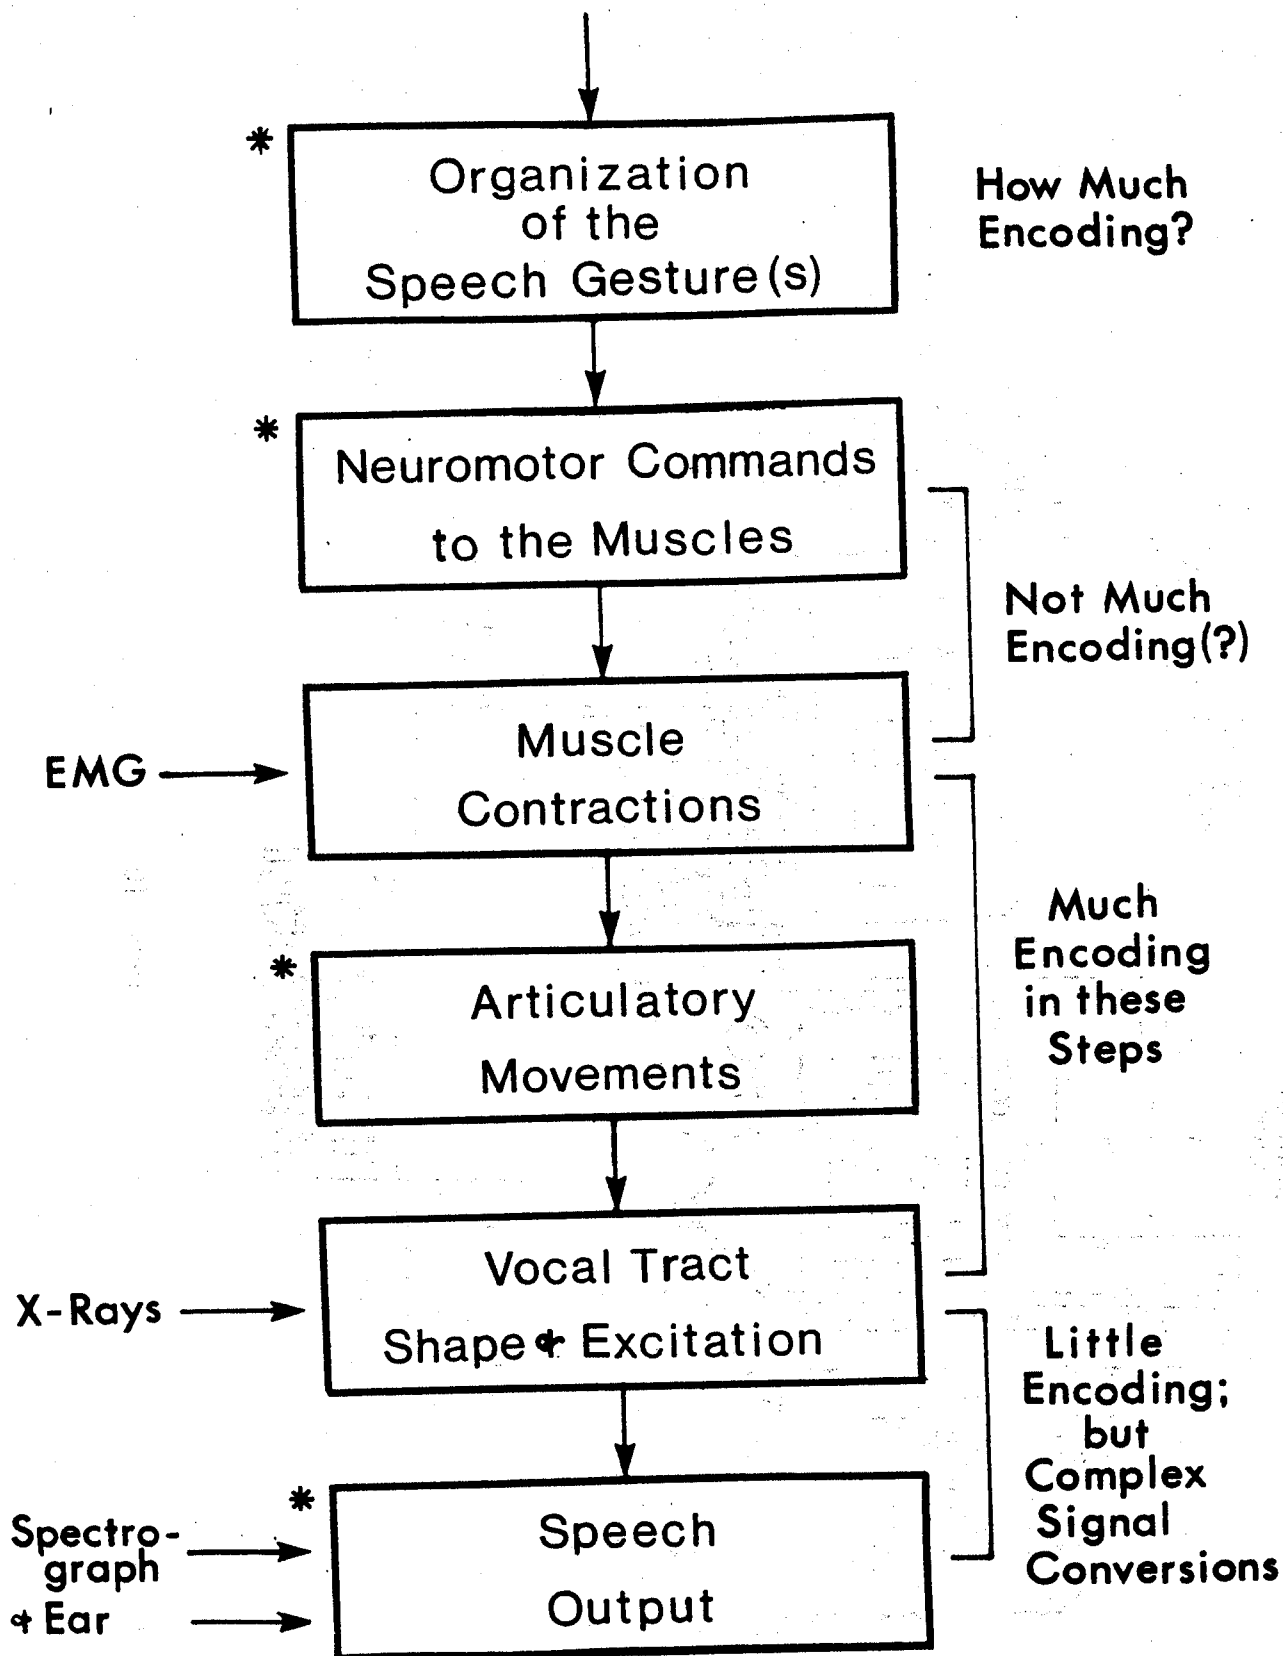 *
Organization
of the
Speech Gesture(s)
How Much
Encoding?
*
Neuromotor Commands
to the Muscles
Not Much
Encoding(?)
EMG
Muscle
Contractions
Much
Encoding
in these
Steps
*
Articulatory
Movements
X-Rays
Vocal Tract
Shape & Excitation
Little
Encoding;
but
Complex
Signal
Conversions
*
Spectro-
graph
& Ear
Speech
Output